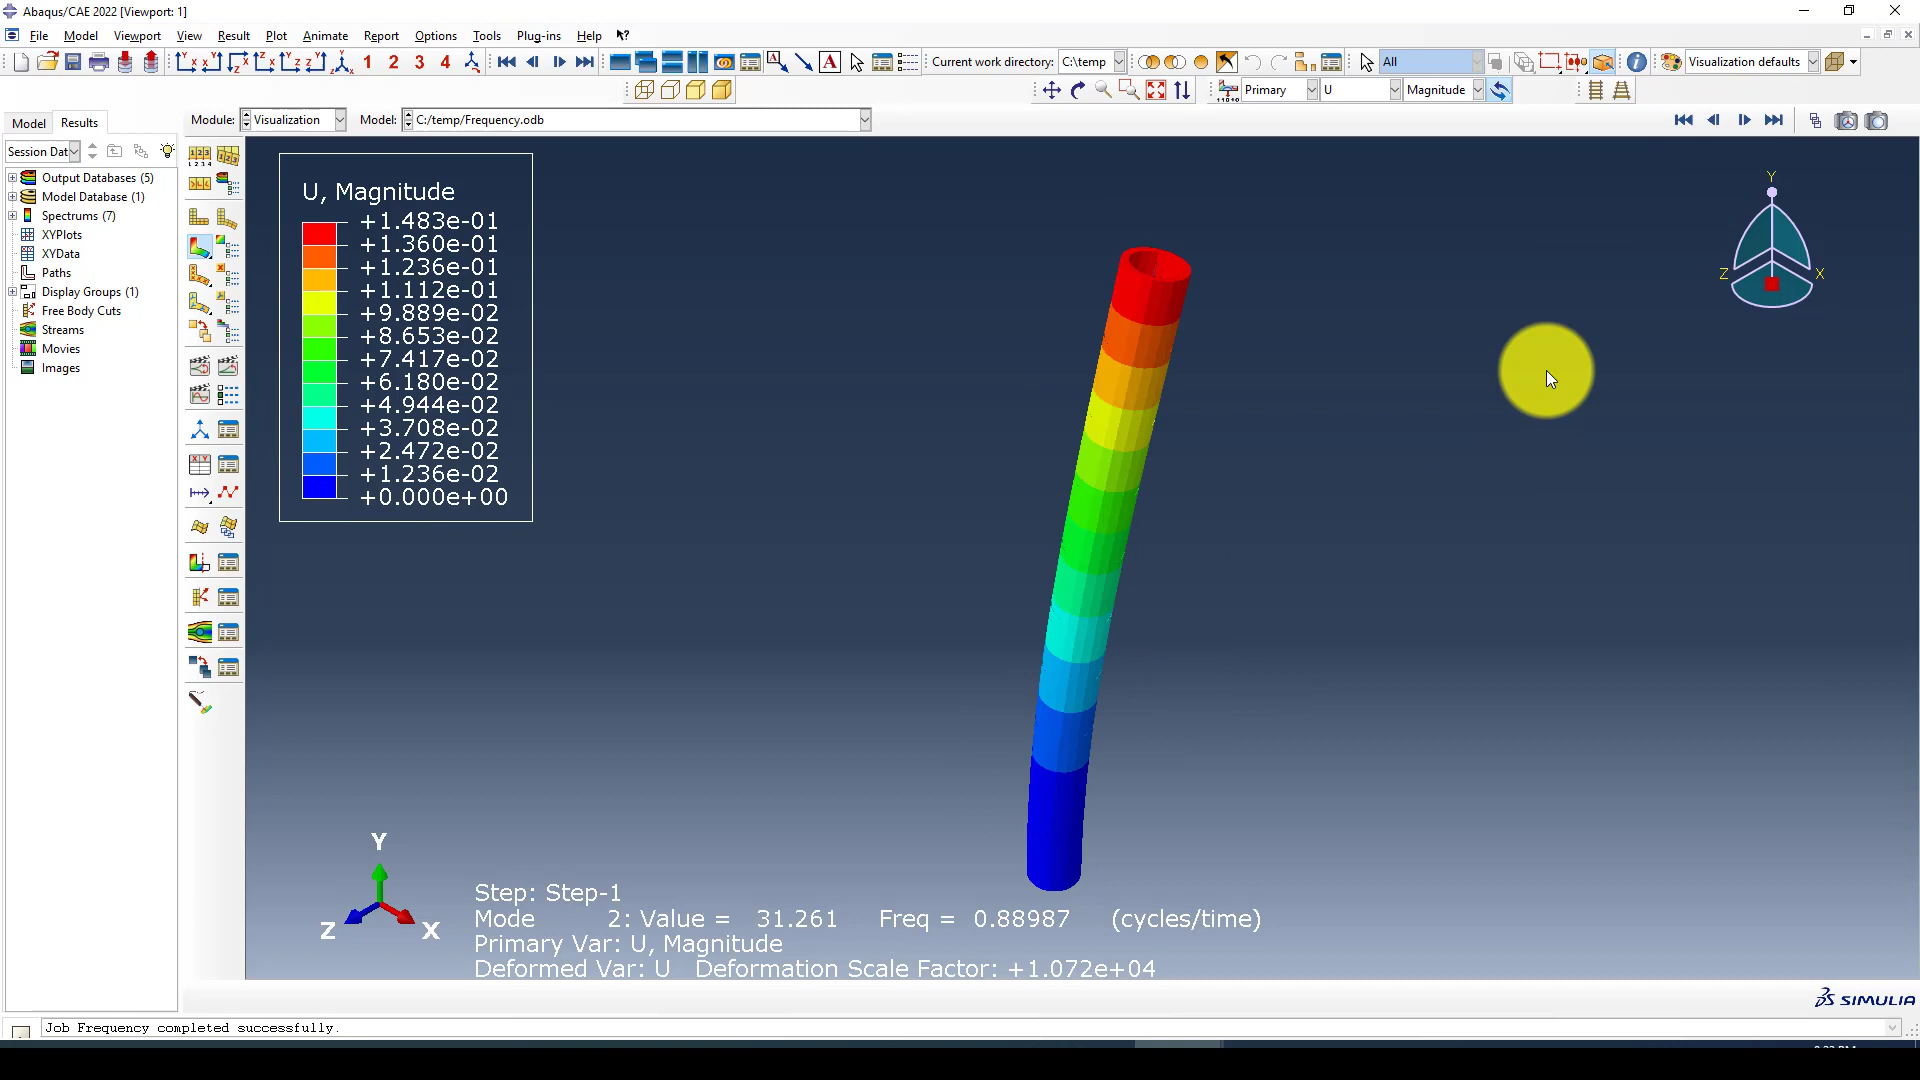 Abaqus/CAE 2022 [Viewport: 1]
File Model Viewport View Result Plot Animate Report Options Tools Plug-ins Help
1 2 3 4
Current work directory: C:\temp
All
Visualization defaults
Primary U Magnitude
Model Results
Module: Visualization Model: C:/temp/Frequency.odb
Session Dat
Output Databases (5)
Model Database (1)
Spectrums (7)
XYPlots
XYData
Paths
Display Groups (1)
Free Body Cuts
Streams
Movies
Images
U, Magnitude
+1.483e-01
+1.360e-01
+1.236e-01
+1.112e-01
+9.889e-02
+8.653e-02
+7.417e-02
+6.180e-02
+4.944e-02
+3.708e-02
+2.472e-02
+1.236e-02
+0.000e+00
Y
Z X
Y
Z X
Step: Step-1
Mode 2: Value = 31.261 Freq = 0.88987 (cycles/time)
Primary Var: U, Magnitude
Deformed Var: U Deformation Scale Factor: +1.072e+04
SIMULIA
Job Frequency completed successfully.